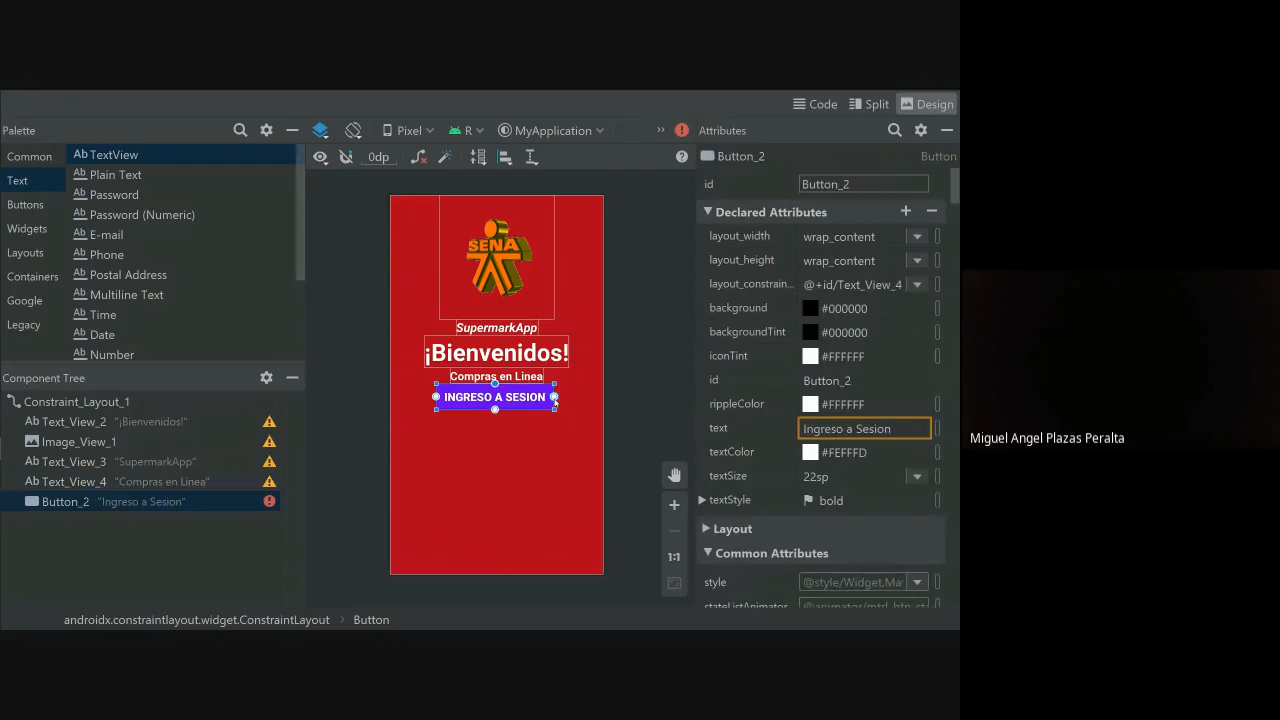 Code
Split
Design
Palette
Pixel
R
MyApplication
Attributes
Common
Text
Buttons
Widgets
Layouts
Containers
Google
Legacy
Ab TextView
Ab Plain Text
Ab Password
Ab Password (Numeric)
Ab E-mail
Ab Phone
Ab Postal Address
Ab Multiline Text
Ab Time
Ab Date
Ab Number
0dp
Button_2
Button
id
Button_2
Declared Attributes
layout_width
wrap_content
layout_height
wrap_content
layout_constrain...
@+id/Text_View_4
background
#000000
backgroundTint
#000000
iconTint
#FFFFFF
id
Button_2
rippleColor
#FFFFFF
text
Ingreso a Sesion
textColor
#FEFFFD
textSize
22sp
textStyle
bold
Layout
Common Attributes
style
@style/Widget.Ma
stateListAnimator
SENA
SupermarkApp
¡Bienvenidos!
Compras en Linea
INGRESO A SESION
1:1
Component Tree
Constraint_Layout_1
Ab Text_View_2 "¡Bienvenidos!"
Image_View_1
Ab Text_View_3 "SupermarkApp"
Ab Text_View_4 "Compras en Linea"
Button_2 "Ingreso a Sesion"
androidx.constraintlayout.widget.ConstraintLayout
Button
Miguel Angel Plazas Peralta